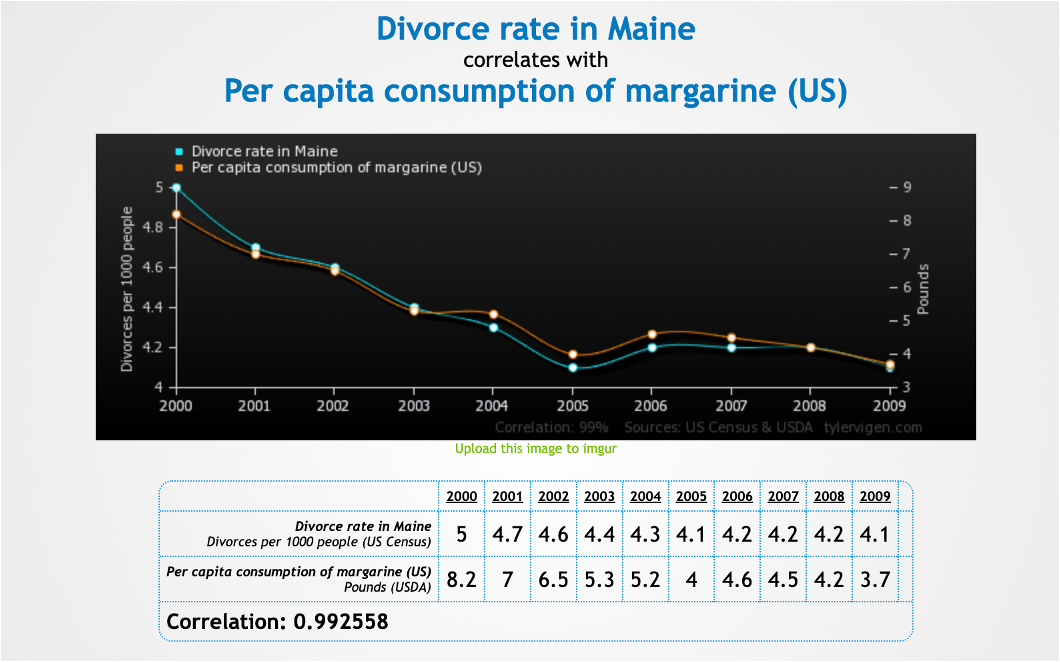 Divorce rate in Maine
correlates with
Per capita consumption of margarine (US)
Divorce rate in Maine
Per capita consumption of margarine (US)
Divorces per 1000 people
5
4.8
4.6
4.4
4.2
4
9
8
7
6
5
4
3
Pounds
2000 2001 2002 2003 2004 2005 2006 2007 2008 2009
Correlation: 99% Sources: US Census & USDA tylervigen.com
Upload this image to imgur
2000 2001 2002 2003 2004 2005 2006 2007 2008 2009
Divorce rate in Maine
Divorces per 1000 people (US Census)
5 4.7 4.6 4.4 4.3 4.1 4.2 4.2 4.2 4.1
Per capita consumption of margarine (US)
Pounds (USDA)
8.2 7 6.5 5.3 5.2 4 4.6 4.5 4.2 3.7
Correlation: 0.992558